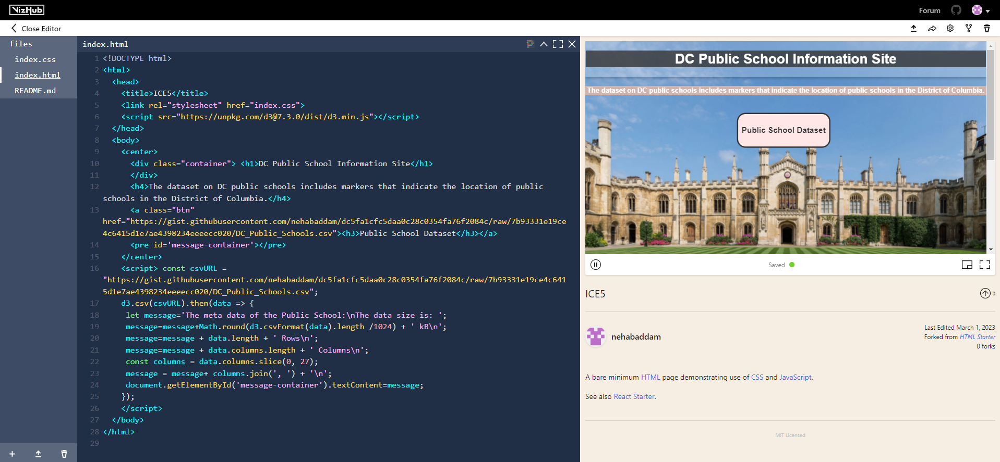 VizHub
Forum
Close Editor
files
index.css
index.html
README.md
index.html
1 <!DOCTYPE html>
2 <html>
3 <head>
4 <title>ICE5</title>
5 <link rel="stylesheet" href="index.css">
6 <script src="https://unpkg.com/d3@7.3.0/dist/d3.min.js"></script>
7 </head>
8 <body>
9 <center>
10 <div class="container"> <h1>DC Public School Information Site</h1>
11 </div>
12 <h4>The dataset on DC public schools includes markers that indicate the location of public
schools in the District of Columbia.</h4>
13 <a class="btn"
href="https://gist.githubusercontent.com/nehabaddam/dc5fa1cfc5daa0c28c0354fa76f2084c/raw/7b93331e19ce
4c6415d1e7ae4398234eeeecc020/DC_Public_Schools.csv"><h3>Public School Dataset</h3></a>
14 <pre id='message-container'></pre>
15 </center>
16 <script> const csvURL =
"https://gist.githubusercontent.com/nehabaddam/dc5fa1cfc5daa0c28c0354fa76f2084c/raw/7b93331e19ce4c641
5d1e7ae4398234eeeecc020/DC_Public_Schools.csv";
17 d3.csv(csvURL).then(data => {
18 let message='The meta data of the Public School:\nThe data size is: ';
19 message=message+Math.round(d3.csvFormat(data).length /1024) + ' kB\n';
20 message=message + data.length + ' Rows\n';
21 message=message + data.columns.length + ' Columns\n';
22 const columns = data.columns.slice(0, 27);
23 message = message+ columns.join(', ') + '\n';
24 document.getElementById('message-container').textContent=message;
25 });
26 </script>
27 </body>
28 </html>
29
DC Public School Information Site
The dataset on DC public schools includes markers that indicate the location of public schools in the District of Columbia.
Public School Dataset
Saved
ICE5
0
nehabaddam
Last Edited March 1, 2023
Forked from HTML Starter
0 forks
A bare minimum HTML page demonstrating use of CSS and JavaScript.
See also React Starter.
MIT Licensed